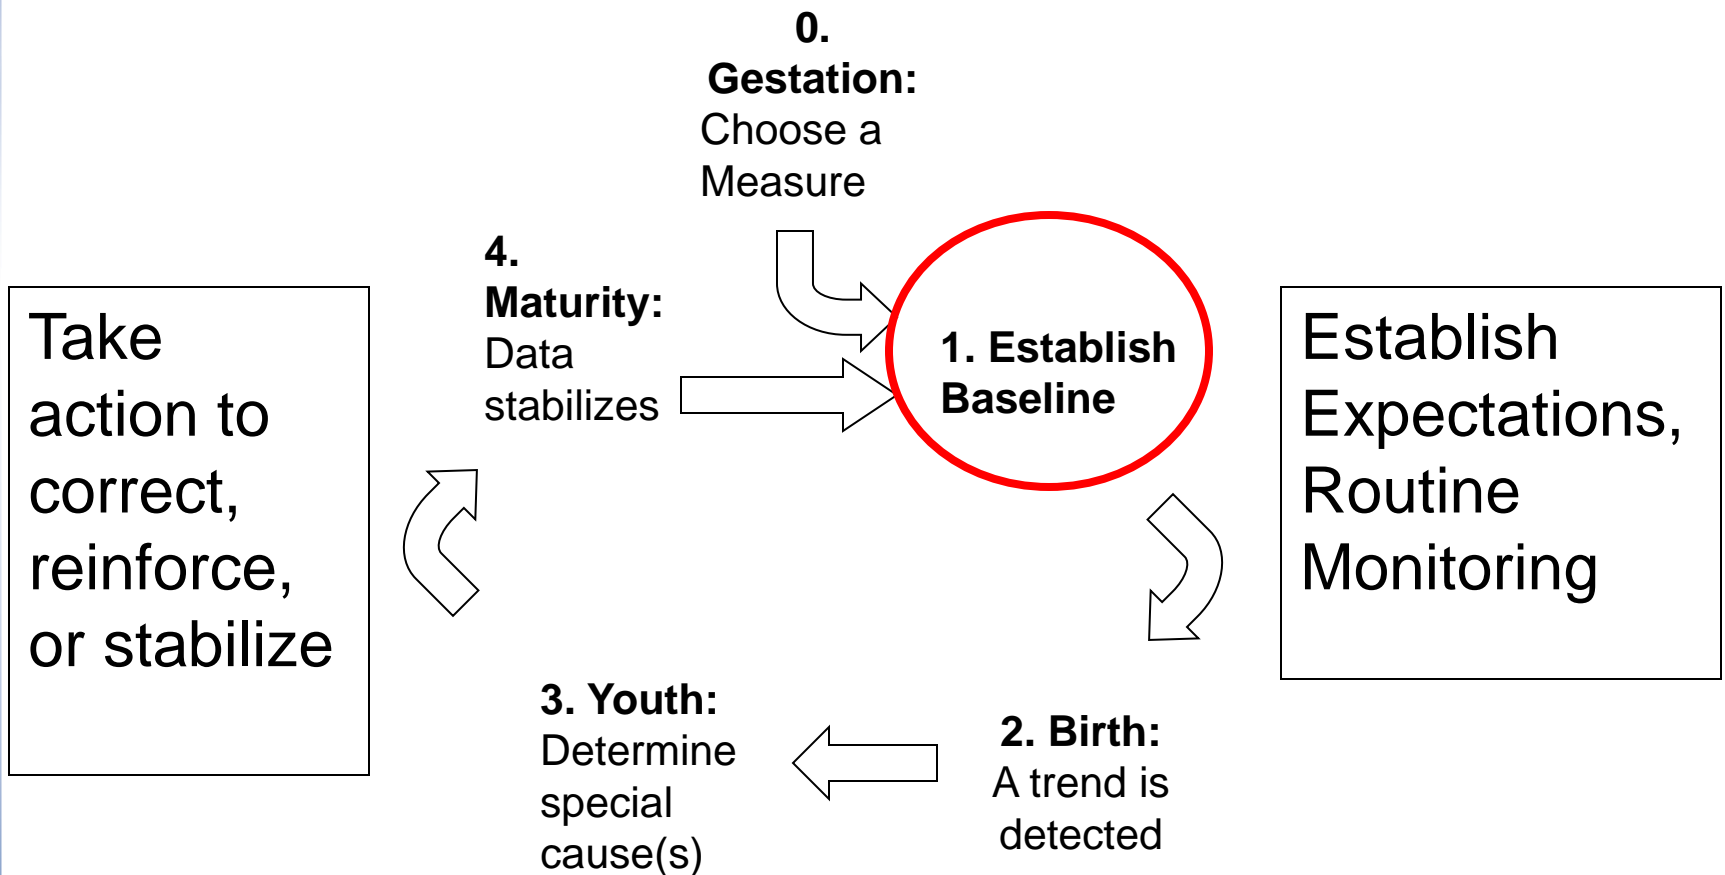 0.
Gestation:
Choose a
Measure
4.
Maturity:
Data
stabilizes
1. Establish
Baseline
Take
action to
correct,
reinforce,
or stabilize
Establish
Expectations,
Routine
Monitoring
3. Youth:
Determine
special
cause(s)
2. Birth:
A trend is
detected